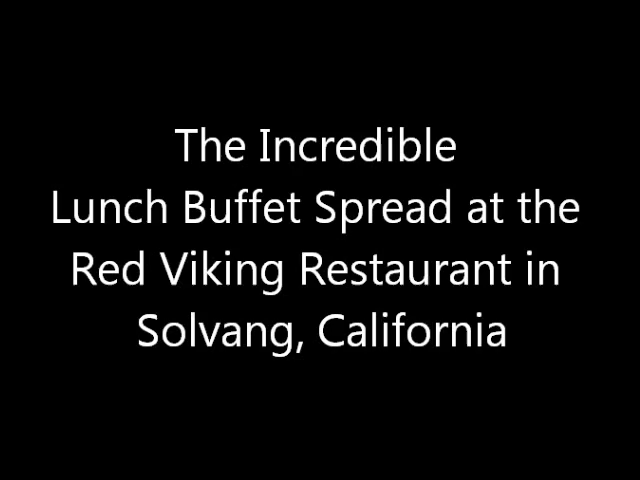 The Incredible
Lunch Buffet Spread at the
Red Viking Restaurant in
Solvang, California